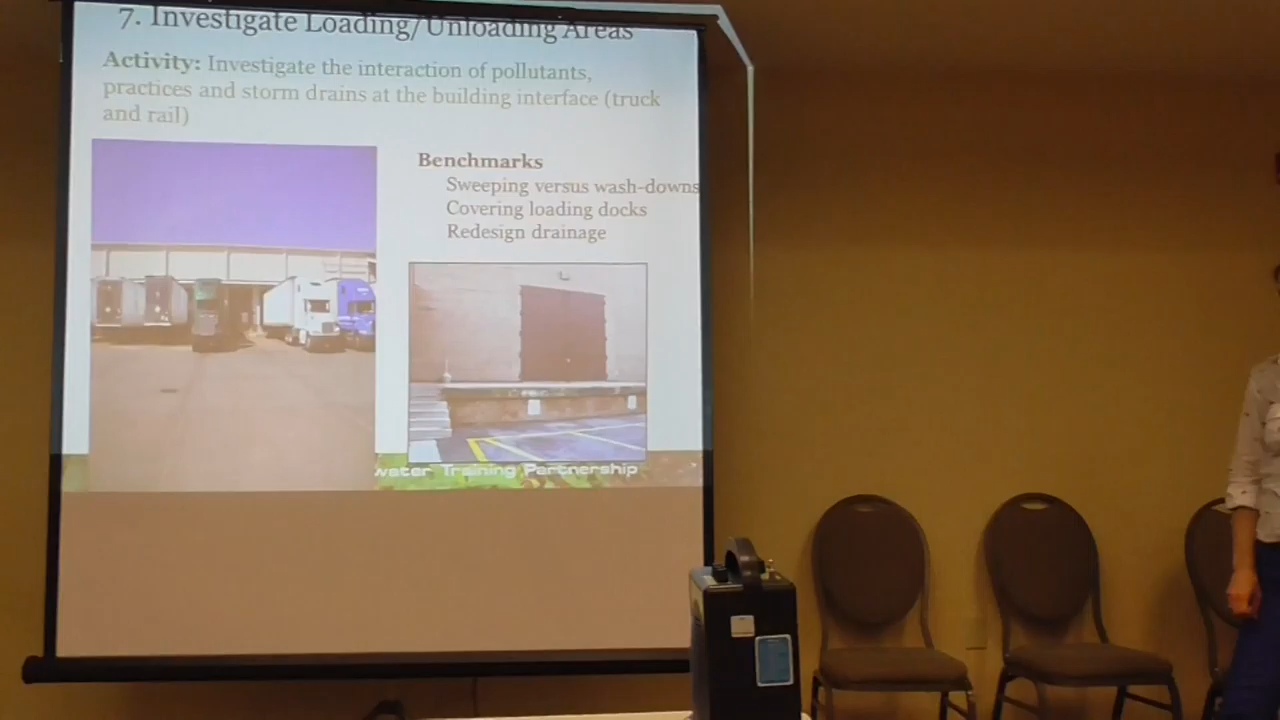 7. Investigate Loading/Unloading Areas
Activity: Investigate the interaction of pollutants,
practices and storm drains at the building interface (truck
and rail)
Benchmarks
Sweeping versus wash-downs
Covering loading docks
Redesign drainage
water Training Partnership